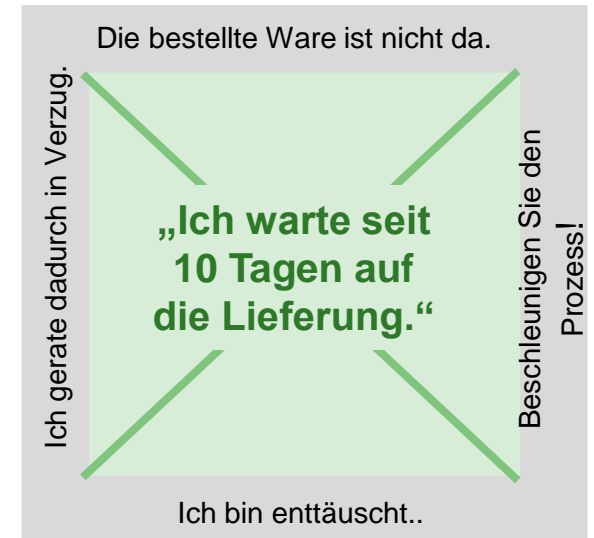 Die bestellte Ware ist nicht da.
Ich gerate dadurch in Verzug.
„Ich warte seit
10 Tagen auf
die Lieferung.“
Beschleunigen Sie den
Prozess!
Ich bin enttäuscht..